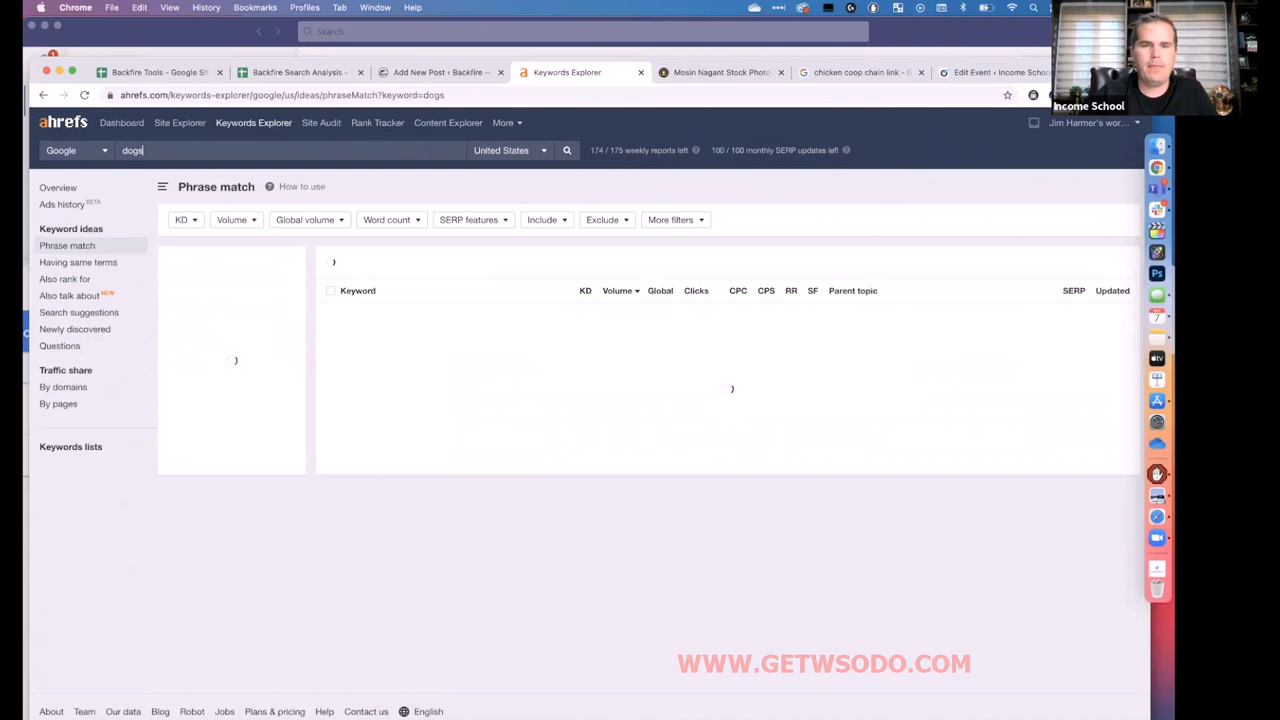 Chrome File Edit View History Bookmarks Profiles Tab Window Help
Search
Backfire Tools - Google Sh
Backfire Search Analysis -
Add New Post ‹ Backfire —
Keywords Explorer
Mosin Nagant Stock Photo
chicken coop chain link - G
Edit Event ‹ Income Schoo
Income School
ahrefs.com/keywords-explorer/google/us/ideas/phraseMatch?keyword=dogs
ahrefs Dashboard Site Explorer Keywords Explorer Site Audit Rank Tracker Content Explorer More Jim Harmer's wor...
Google dogs United States 174 / 175 weekly reports left 100 / 100 monthly SERP updates left
Overview
Ads history BETA
Keyword ideas
Phrase match
Having same terms
Also rank for
Also talk about NEW
Search suggestions
Newly discovered
Questions
Traffic share
By domains
By pages
Keywords lists
Phrase match ? How to use
KD Volume Global volume Word count SERP features Include Exclude More filters
Keyword KD Volume Global Clicks CPC CPS RR SF Parent topic SERP Updated
7
tv
WWW.GETWSODO.COM
About Team Our data Blog Robot Jobs Plans & pricing Help Contact us English